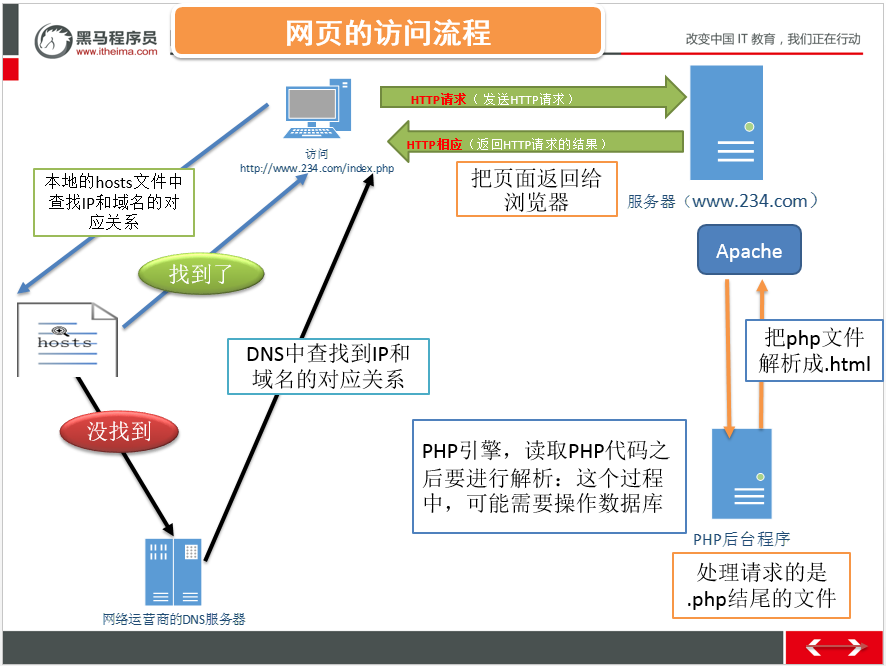 黑马程序员
www.itheima.com
网页的访问流程
改变中国 IT 教育，我们正在行动
HTTP请求（ 发送HTTP请求）
HTTP相应（返回HTTP请求的结果）
访问
http://www.234.com/index.php
把页面返回给
浏览器
服务器（www.234.com）
本地的hosts文件中
查找IP和域名的对
应关系
找到了
Apache
hosts
把php文件
解析成.html
DNS中查找到IP和
域名的对应关系
没找到
PHP引擎，读取PHP代码之
后要进行解析：这个过程
中，可能需要操作数据库
PHP后台程序
处理请求的是
.php结尾的文件
网络运营商的DNS服务器